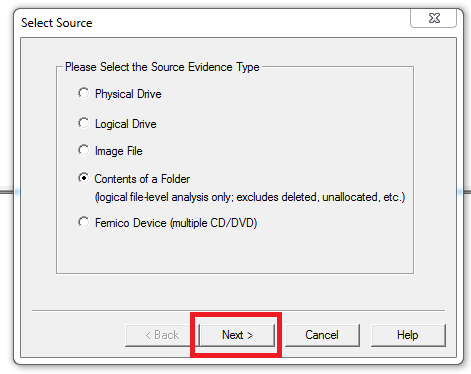 Select Source
Please Select the Source Evidence Type
Physical Drive
Logical Drive
Image File
Contents of a Folder
(logical file-level analysis only; excludes deleted, unallocated, etc.)
Fernico Device (multiple CD/DVD)
< Back Next > Cancel Help